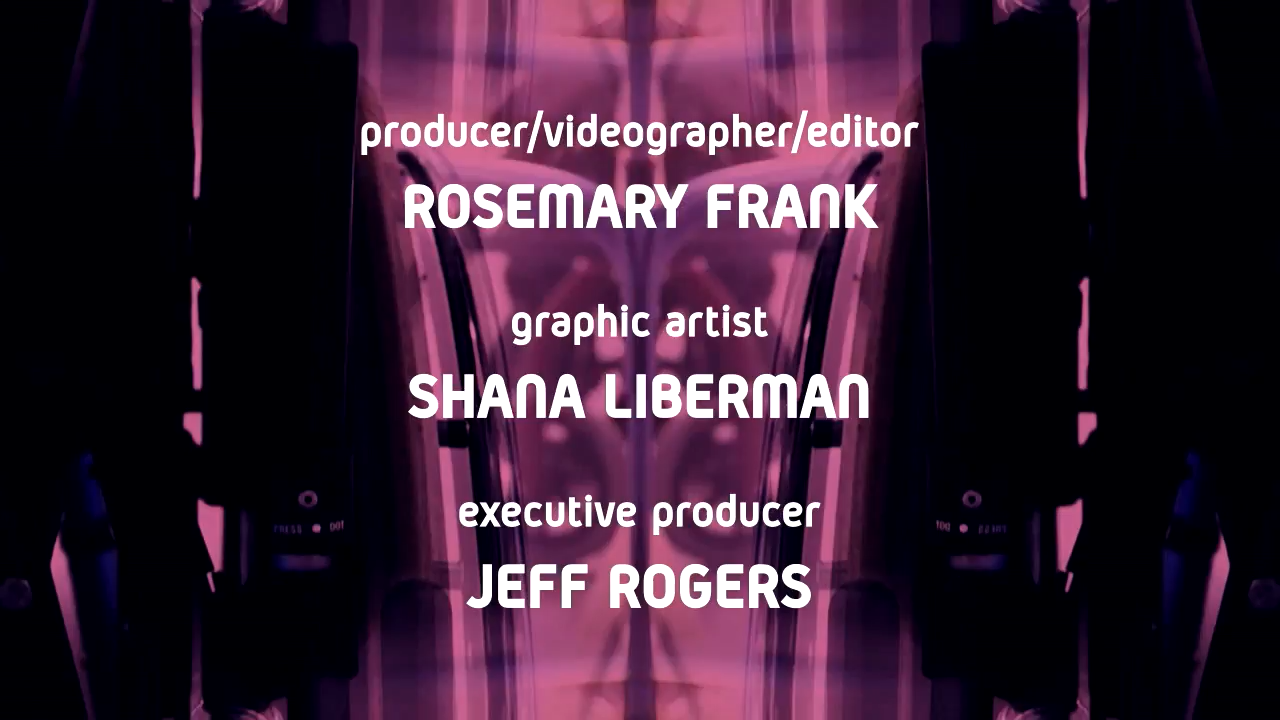 producer/videographer/editor
ROSEMARY FRANK
graphic artist
SHANA LIBERMAN
executive producer
JEFF ROGERS